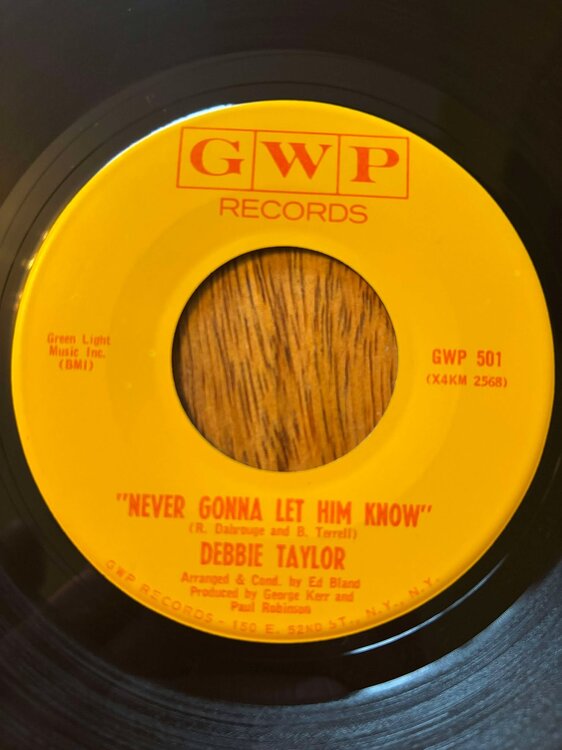 GWP
RECORDS
Green Light
Music Inc.
(BMI)
GWP 501
(X4KM 2568)
"NEVER GONNA LET HIM KNOW"
(R. Dabrouge and B. Terrell)
DEBBIE TAYLOR
Arranged & Cond. by Ed Bland
Produced by George Kerr and
Paul Robinson
GWP RECORDS - 150 E. 52ND ST., N.Y., N.Y.